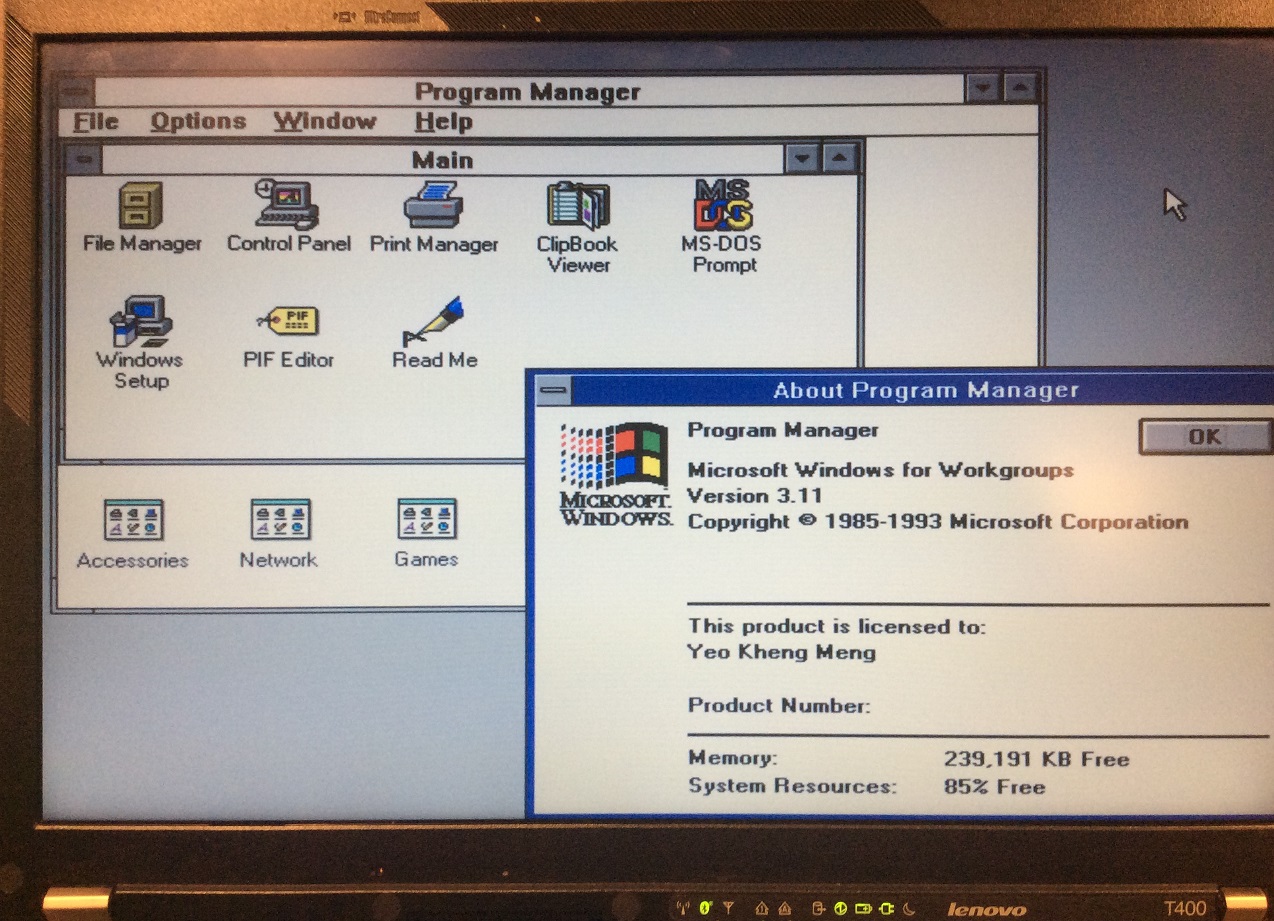 UltraConnect
Program Manager
File Options Window Help
Main
File Manager
Control Panel
Print Manager
ClipBook
Viewer
MS-DOS
Prompt
Windows
Setup
PIF
PIF Editor
Read Me
Accessories
Network
Games
About Program Manager
MICROSOFT.
WINDOWS.
Program Manager
OK
Microsoft Windows for Workgroups
Version 3.11
Copyright © 1985-1993 Microsoft Corporation
This product is licensed to:
Yeo Kheng Meng
Product Number:
Memory: 239,191 KB Free
System Resources: 85% Free
lenovo T400